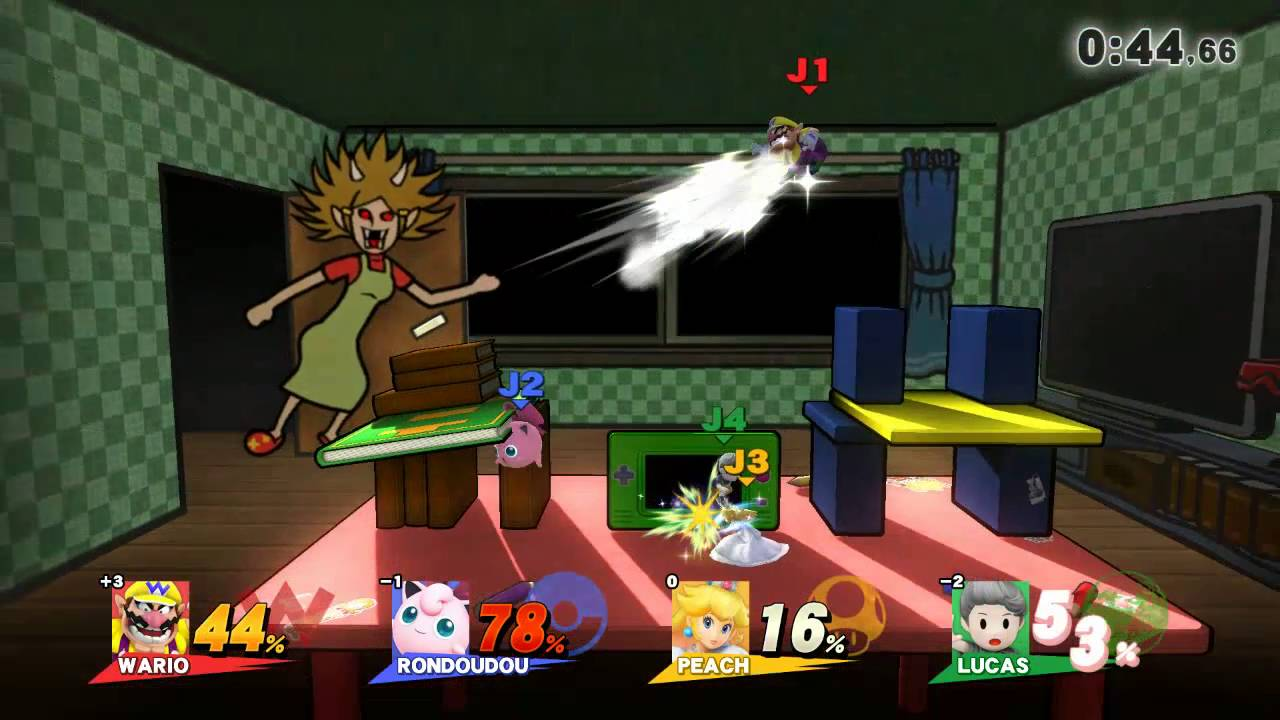 0:44,66
J1
J2
J4
J3
+3
44%
WARIO
-1
78%
RONDOUDOU
0
16%
PEACH
-2
53%
LUCAS